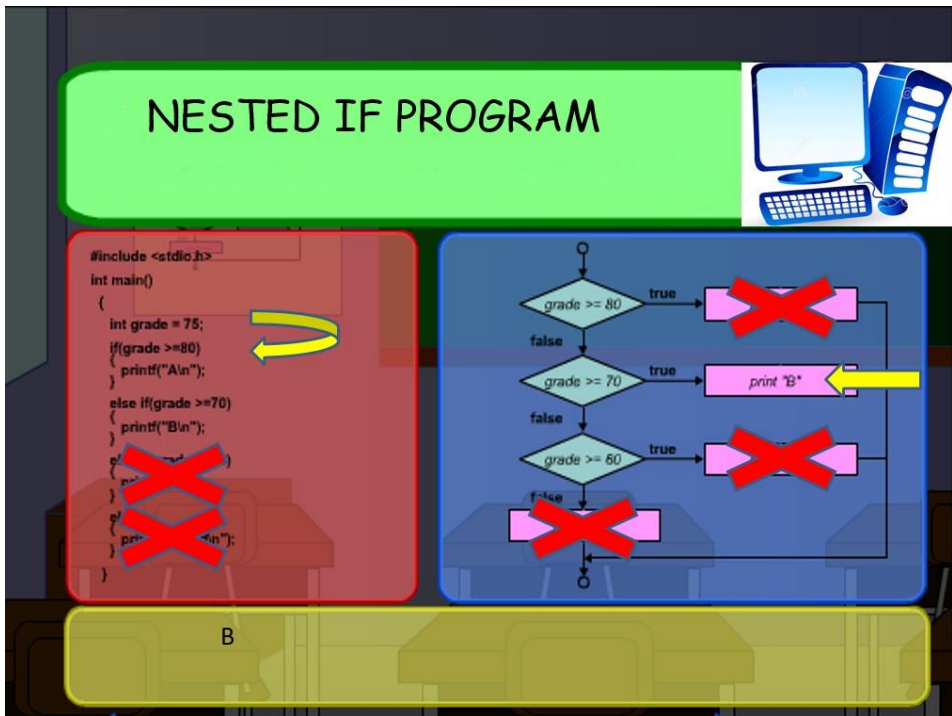 NESTED IF PROGRAM
#include <stdio.h>
int main()
{
int grade = 75;
if(grade >=80)
{
printf("A\n");
}
else if(grade >=70)
{
printf("B\n");
}
{
}
{
\n");
}
}
grade >= 80
true
false
grade >= 70
true
print "B"
false
grade >= 60
true
false
B